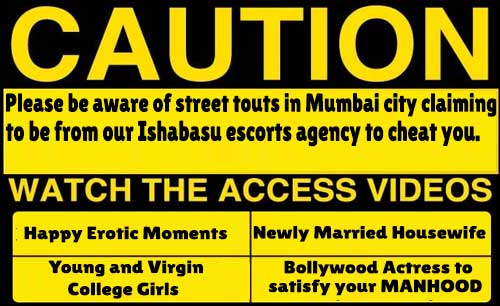 CAUTION
Please be aware of street touts in Mumbai city claiming
to be from our Ishabasu escorts agency to cheat you.
WATCH THE ACCESS VIDEOS
Happy Erotic Moments
Newly Married Housewife
Young and Virgin
College Girls
Bollywood Actress to
satisfy your MANHOOD